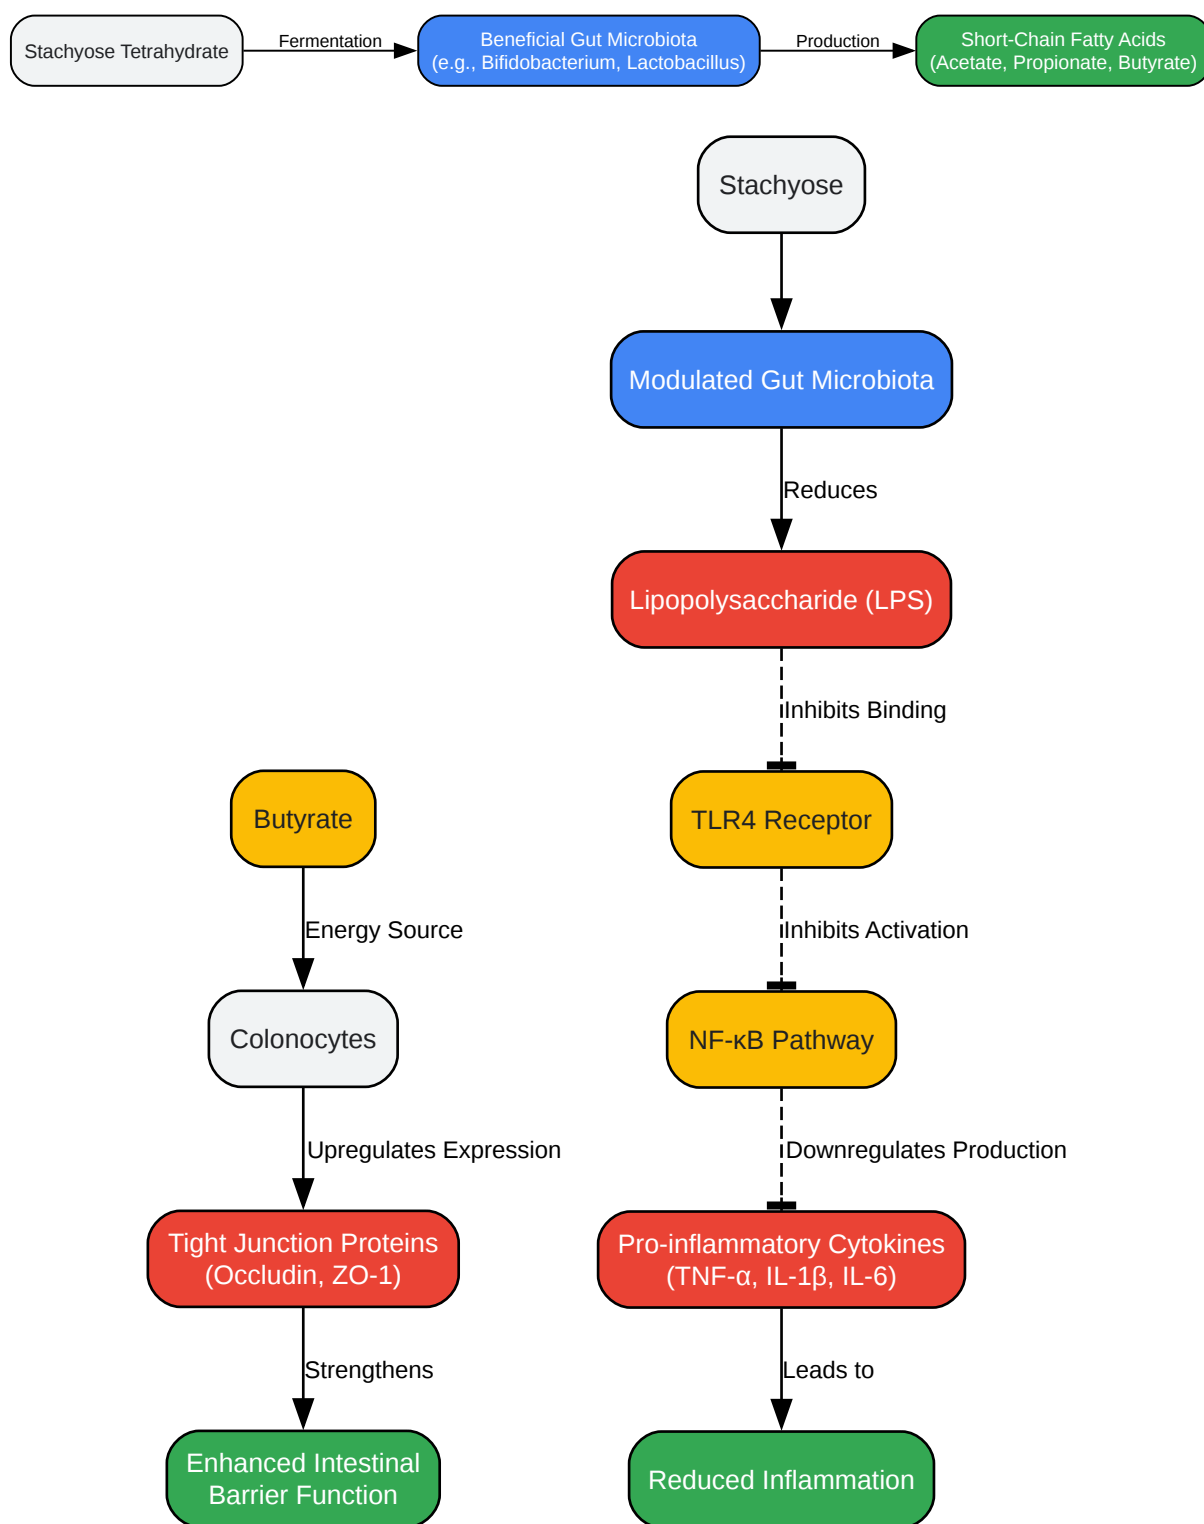 Stachyose Tetrahydrate
Fermentation
Beneficial Gut Microbiota
(e.g., Bifidobacterium, Lactobacillus)
Production
Short-Chain Fatty Acids
(Acetate, Propionate, Butyrate)
Stachyose
Modulated Gut Microbiota
Reduces
Lipopolysaccharide (LPS)
Inhibits Binding
TLR4 Receptor
Inhibits Activation
NF-κB Pathway
Downregulates Production
Pro-inflammatory Cytokines
(TNF-α, IL-1β, IL-6)
Leads to
Reduced Inflammation
Butyrate
Energy Source
Colonocytes
Upregulates Expression
Tight Junction Proteins
(Occludin, ZO-1)
Strengthens
Enhanced Intestinal
Barrier Function